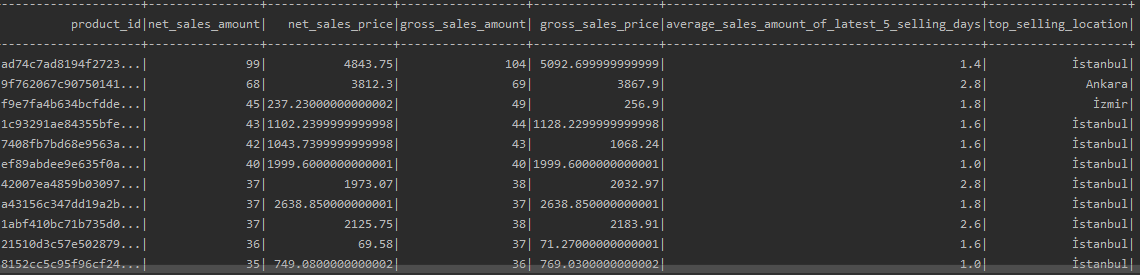 product_id|net_sales_amount| net_sales_price|gross_sales_amount| gross_sales_price|average_sales_amount_of_latest_5_selling_days|top_selling_location|
ad74c7ad8194f2723...| 99| 4843.75| 104| 5092.699999999999| 1.4| İstanbul|
9f762067c90750141...| 68| 3812.3| 69| 3867.9| 2.8| Ankara|
f9e7fa4b634bcfdde...| 45|237.23000000000002| 49| 256.9| 1.8| İzmir|
1c93291ae84355bfe...| 43|1102.2399999999998| 44|1128.2299999999998| 1.6| İstanbul|
7408fb7bd68e9563a...| 42|1043.7399999999998| 43| 1068.24| 1.6| İstanbul|
ef89abdee9e635f0a...| 40|1999.6000000000001| 40|1999.6000000000001| 1.0| İstanbul|
42007ea4859b03097...| 37| 1973.07| 38| 2032.97| 2.8| İstanbul|
a43156c347dd19a2b...| 37| 2638.850000000001| 37| 2638.850000000001| 1.8| İstanbul|
1abf410bc71b735d0...| 37| 2125.75| 38| 2183.91| 2.6| İstanbul|
21510d3c57e502879...| 36| 69.58| 37| 71.27000000000001| 1.6| İstanbul|
8152cc5c95f96cf24...| 35| 749.0800000000002| 36| 769.0300000000002| 1.0| İstanbul|